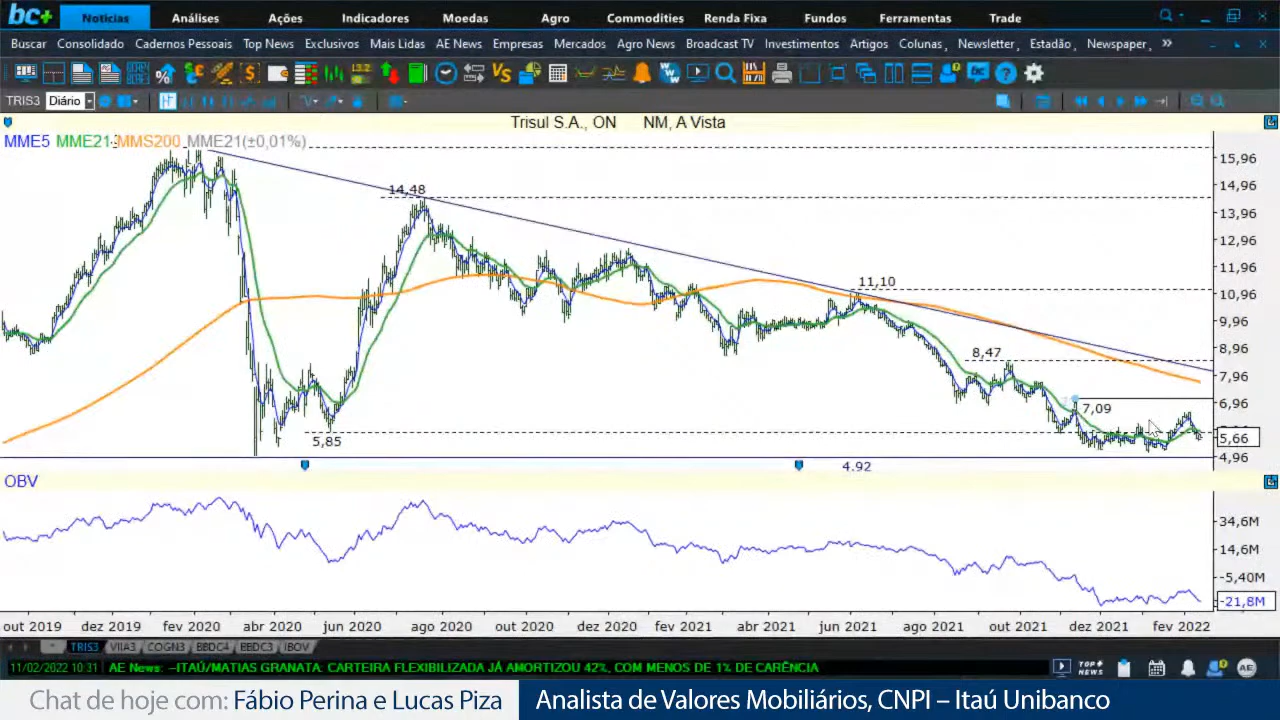 bc+ Notícias Análises Ações Indicadores Moedas Agro Commodities Renda Fixa Fundos Ferramentas Trade
Buscar Consolidado Cadernos Pessoais Top News Exclusivos Mais Lidas AE News Empresas Mercados Agro News Broadcast TV Investimentos Artigos Colunas Newsletter Estadão Newspaper »
TRIS3 Diário
Trisul S.A., ON NM, A Vista
MME5 MME21 MMS200 MME21(±0,01%)
15,96
14,48
14,96
13,96
12,96
11,96
11,10
10,96
9,96
8,96
8,47
7,96
7,09
6,96
5,85
5,66
4,96
4.92
OBV
34,6M
14,6M
-5,40M
-21,8M
out 2019 dez 2019 fev 2020 abr 2020 jun 2020 ago 2020 out 2020 dez 2020 fev 2021 abr 2021 jun 2021 ago 2021 out 2021 dez 2021 fev 2022
TRIS3 VIIA3 COGN3 BBDC4 BBDC3 IBOV
11/02/2022 10:31 AE News: --ITAÚ/MATIAS GRANATA: CARTEIRA FLEXIBILIZADA JÁ AMORTIZOU 42%, COM MENOS DE 1% DE CARÊNCIA TOP NEWS AE
Chat de hoje com: Fábio Perina e Lucas Piza Analista de Valores Mobiliários, CNPI – Itaú Unibanco